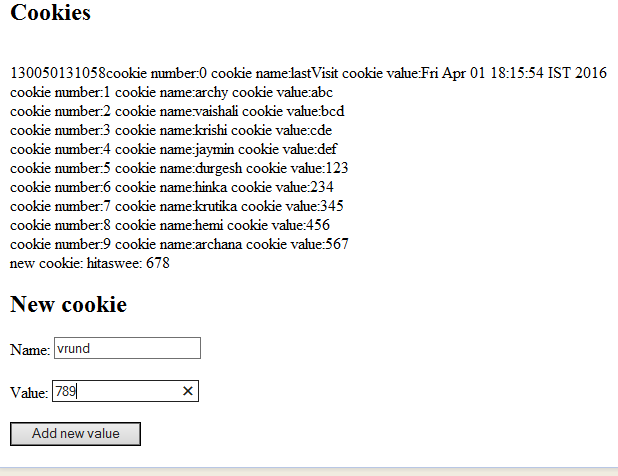 Cookies
130050131058cookie number:0 cookie name:lastVisit cookie value:Fri Apr 01 18:15:54 IST 2016
cookie number:1 cookie name:archy cookie value:abc
cookie number:2 cookie name:vaishali cookie value:bcd
cookie number:3 cookie name:krishi cookie value:cde
cookie number:4 cookie name:jaymin cookie value:def
cookie number:5 cookie name:durgesh cookie value:123
cookie number:6 cookie name:hinka cookie value:234
cookie number:7 cookie name:krutika cookie value:345
cookie number:8 cookie name:hemi cookie value:456
cookie number:9 cookie name:archana cookie value:567
new cookie: hitaswee: 678
New cookie
Name: vrund
Value: 789
Add new value